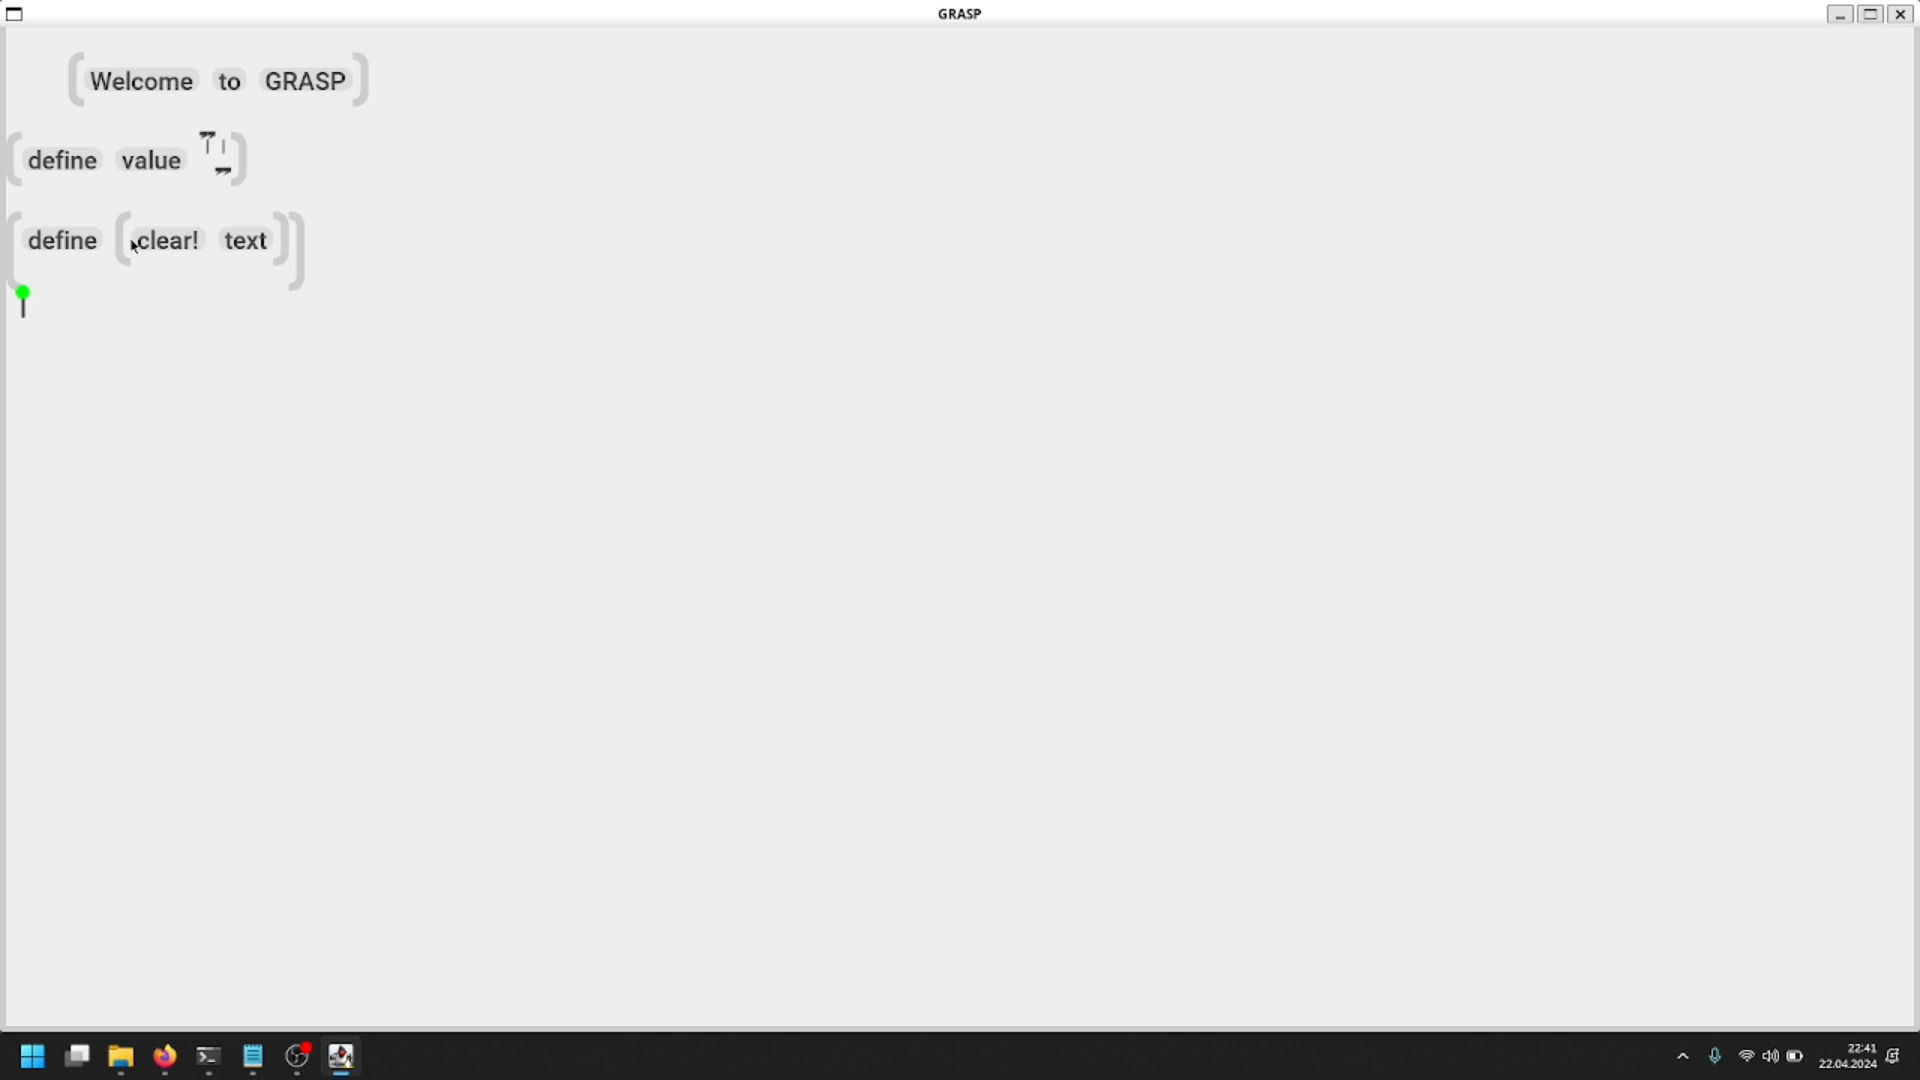 GRASP
Welcome to GRASP
define value
define clear! text
22:41
22.04.2024